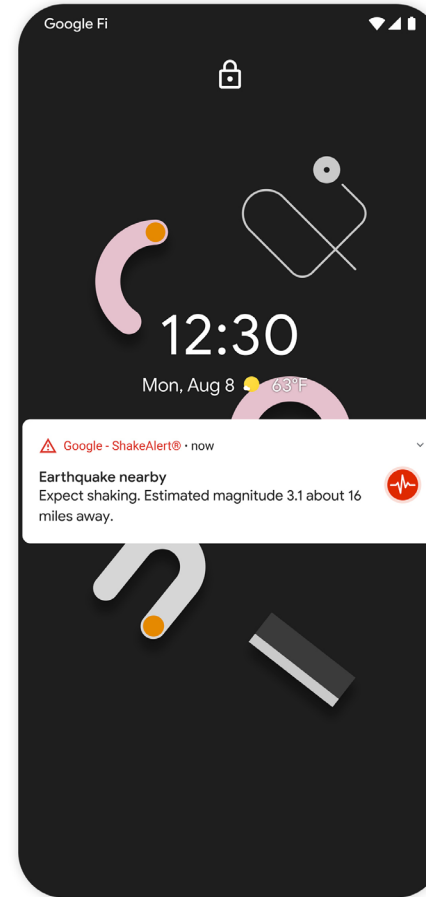 Google Fi
12:30
Mon, Aug 8 63°F
Google - ShakeAlert® · now
Earthquake nearby
Expect shaking. Estimated magnitude 3.1 about 16
miles away.